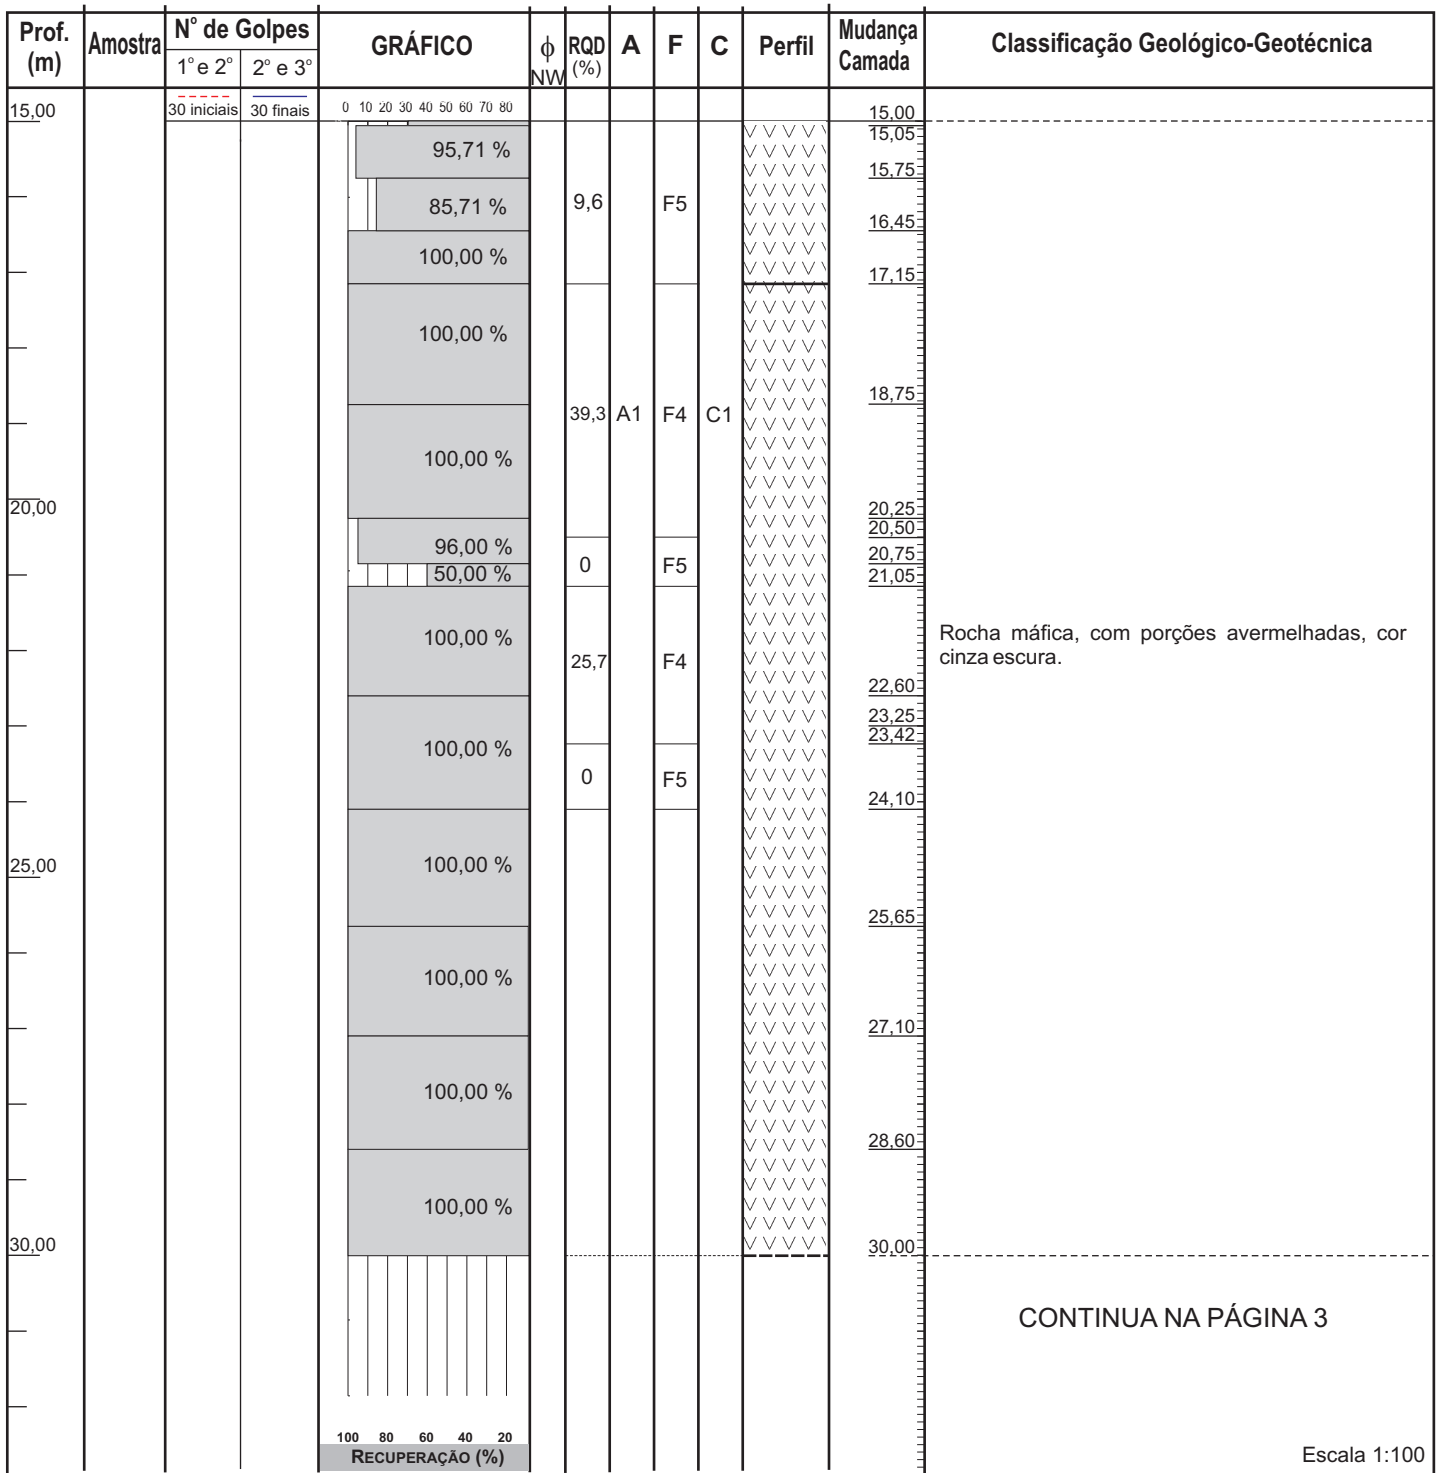 Prof. (m) Amostra N° de Golpes GRÁFICO ϕ NW RQD (%) A F C Perfil Mudança Camada Classificação Geológico-Geotécnica
1° e 2° 2° e 3°
15,00 30 iniciais 30 finais 0 10 20 30 40 50 60 70 80 15,00
15,05
95,71 %
15,75
85,71 % 9,6 F5
16,45
100,00 %
17,15
100,00 %
18,75
39,3 A1 F4 C1
100,00 %
20,00 20,25
20,50
96,00 % 20,75
50,00 % 0 F5 21,05
100,00 % Rocha máfica, com porções avermelhadas, cor
25,7 F4 cinza escura.
22,60
23,25
23,42
100,00 %
0 F5
24,10
25,00 100,00 %
25,65
100,00 %
27,10
100,00 %
28,60
100,00 %
30,00 30,00
CONTINUA NA PÁGINA 3
100 80 60 40 20
RECUPERAÇÃO (%) Escala 1:100